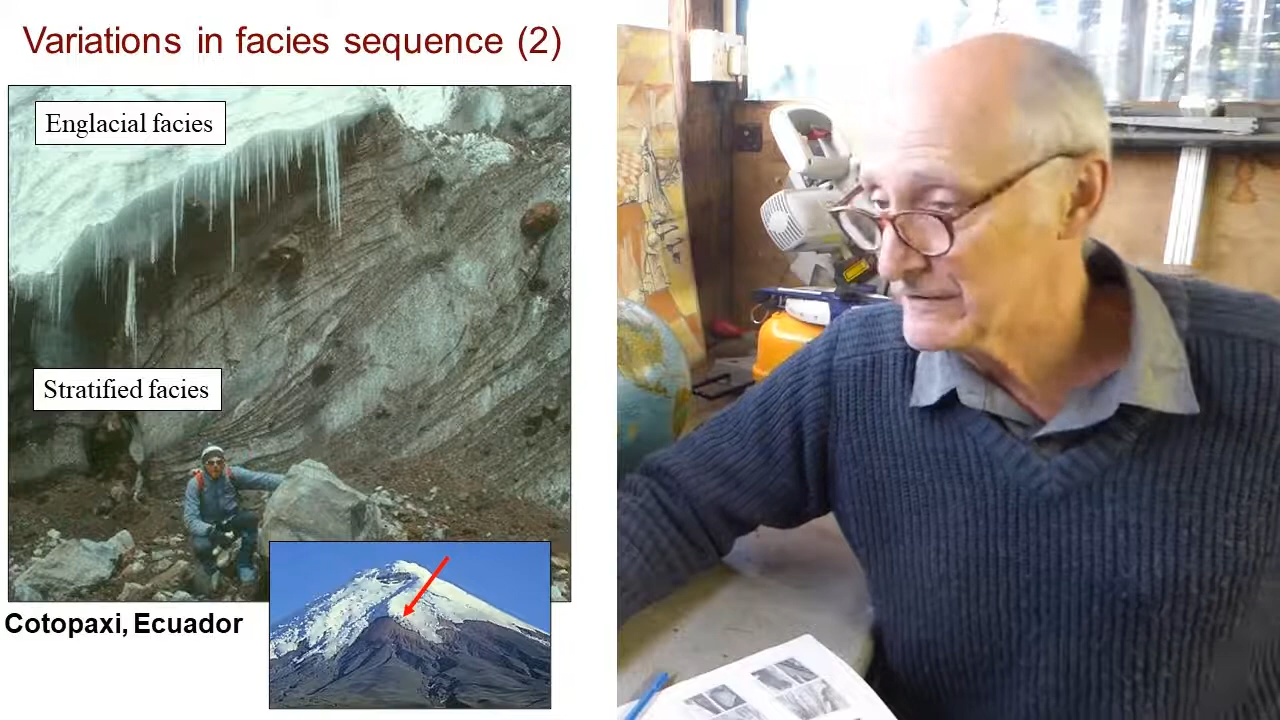 Variations in facies sequence (2)
Englacial facies
Stratified facies
Cotopaxi, Ecuador